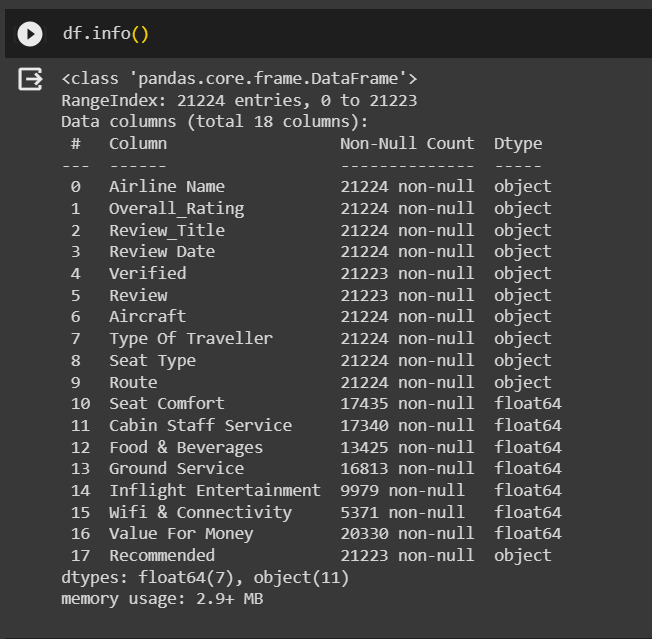 df.info()
<class 'pandas.core.frame.DataFrame'>
RangeIndex: 21224 entries, 0 to 21223
Data columns (total 18 columns):
 #   Column                  Non-Null Count  Dtype
---  ------                  --------------  -----
 0   Airline Name            21224 non-null  object
 1   Overall_Rating          21224 non-null  object
 2   Review_Title            21224 non-null  object
 3   Review Date             21224 non-null  object
 4   Verified                21223 non-null  object
 5   Review                  21223 non-null  object
 6   Aircraft                21224 non-null  object
 7   Type Of Traveller       21224 non-null  object
 8   Seat Type               21224 non-null  object
 9   Route                   21224 non-null  object
 10  Seat Comfort            17435 non-null  float64
 11  Cabin Staff Service     17340 non-null  float64
 12  Food & Beverages        13425 non-null  float64
 13  Ground Service          16813 non-null  float64
 14  Inflight Entertainment  9979 non-null   float64
 15  Wifi & Connectivity     5371 non-null   float64
 16  Value For Money         20330 non-null  float64
 17  Recommended             21223 non-null  object
dtypes: float64(7), object(11)
memory usage: 2.9+ MB